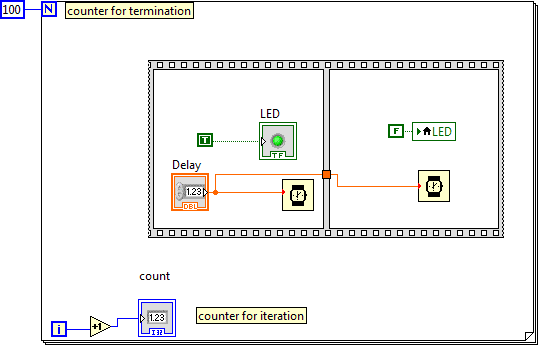 100 N counter for termination
LED
T
TF
F LED
Delay
1.23
DBL
count
i +1 1.23 counter for iteration
I32